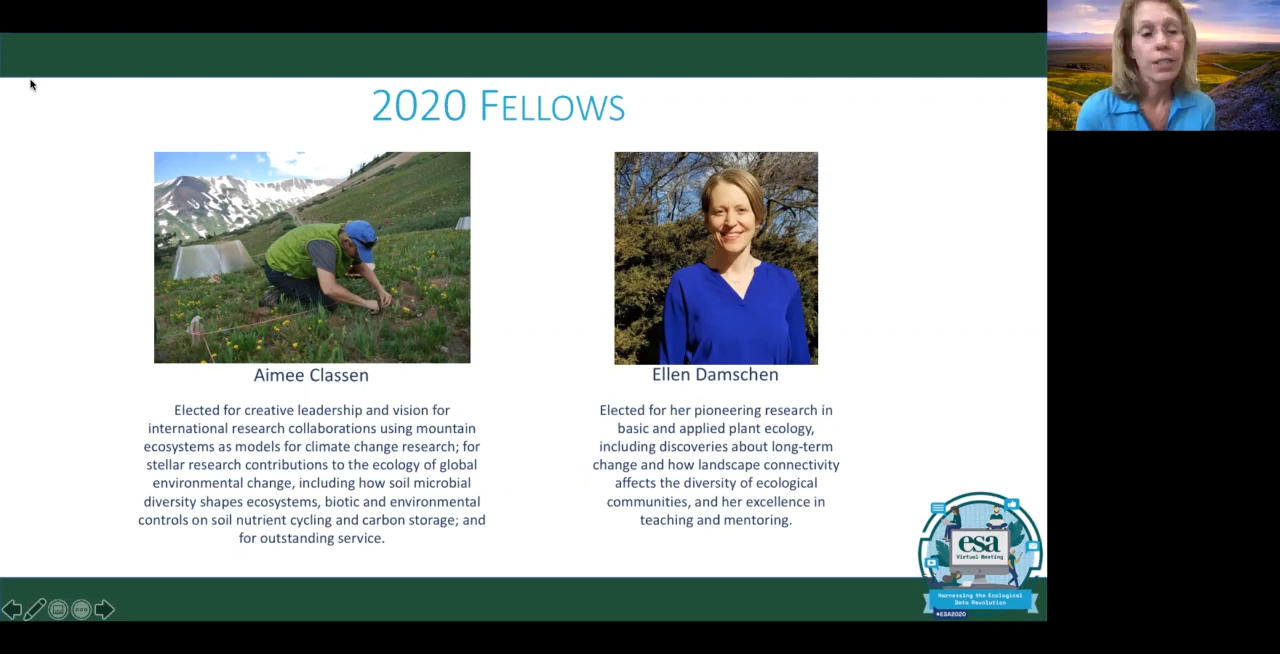 2020 FELLOWS
Aimee Classen
Elected for creative leadership and vision for
international research collaborations using mountain
ecosystems as models for climate change research; for
stellar research contributions to the ecology of global
environmental change, including how soil microbial
diversity shapes ecosystems, biotic and environmental
controls on soil nutrient cycling and carbon storage; and
for outstanding service.
Ellen Damschen
Elected for her pioneering research in
basic and applied plant ecology,
including discoveries about long-term
change and how landscape connectivity
affects the diversity of ecological
communities, and her excellence in
teaching and mentoring.
esa
Virtual Meeting
Harnessing the Ecological
Data Revolution
#ESA2020